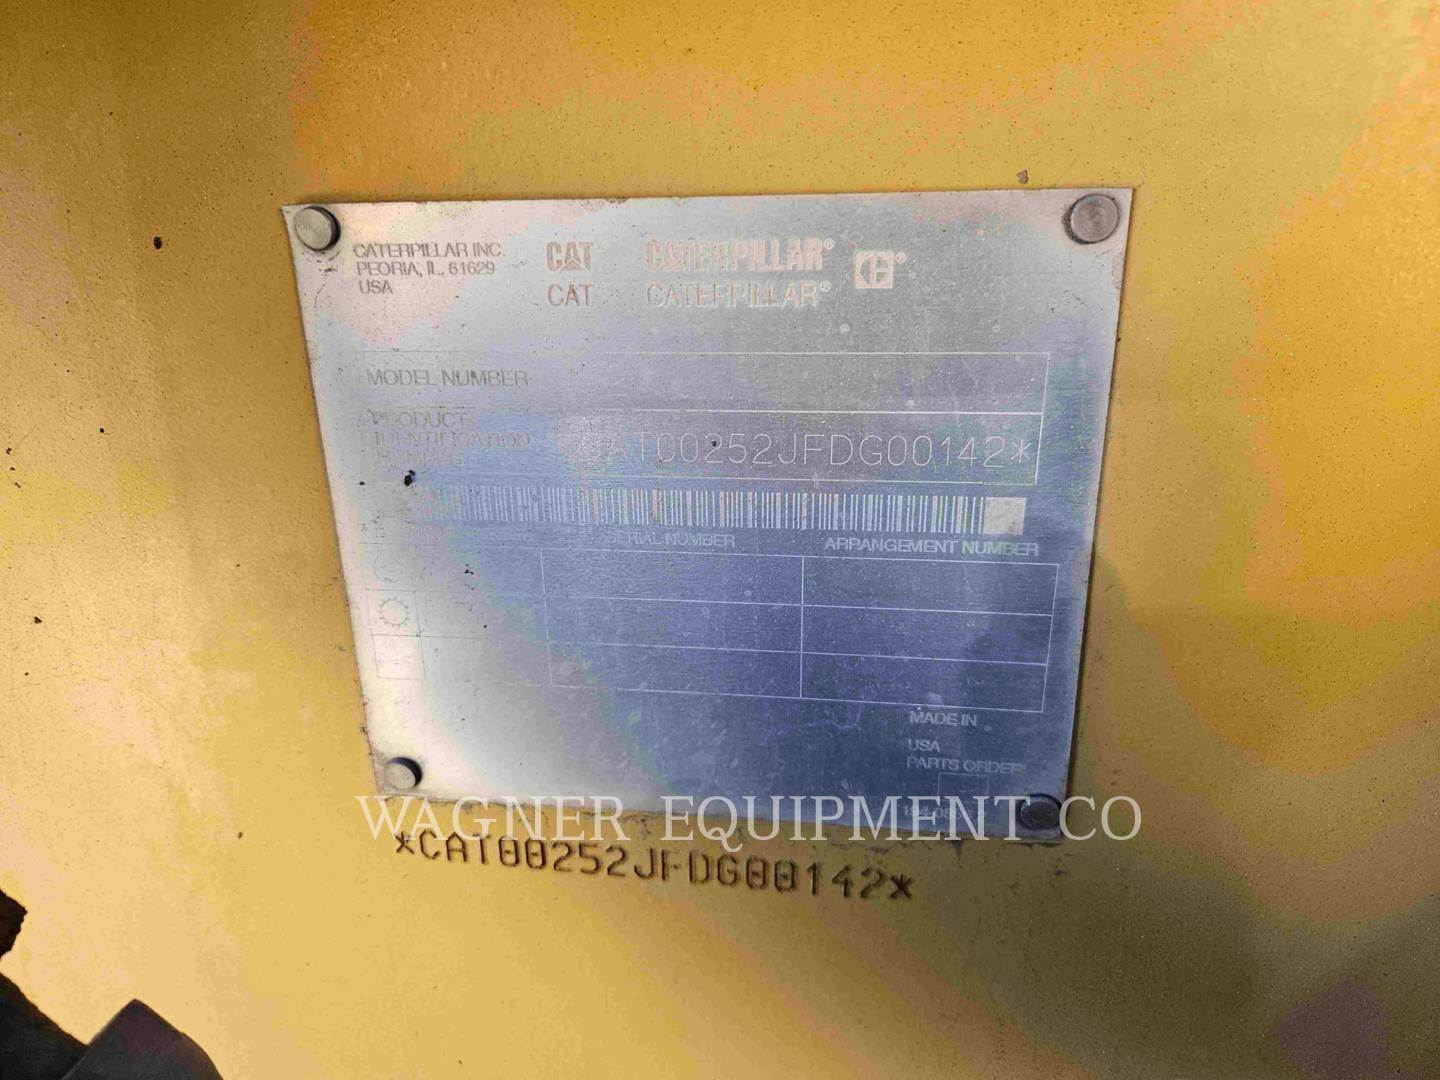 CATERPILLAR INC.
PEORIA, IL, 61629
USA
CAT CATERPILLAR®
CAT CATERPILLAR®
MODEL NUMBER
PRODUCT
IDENTIFICATION
NUMBER
CAT00252JFDG00142*
SERIAL NUMBER ARRANGEMENT NUMBER
MADE IN
USA
PARTS ORDER
WAGNER EQUIPMENT CO
*CAT00252JFDG00142*